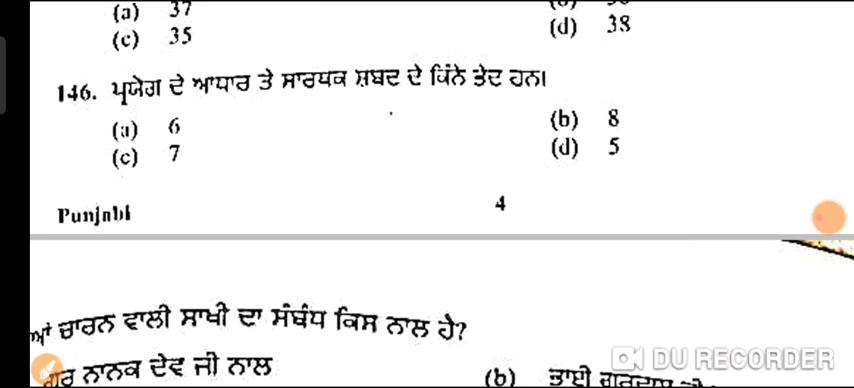 (a) 37
(c) 35 (d) 38
146. ਪ੍ਰਯੋਗ ਦੇ ਆਧਾਰ ਤੇ ਸਾਰਥਕ ਸ਼ਬਦ ਦੇ ਕਿੰਨੇ ਭੇਦ ਹਨ।
(a) 6 (b) 8
(c) 7 (d) 5
Punjabi 4
ਆਂ ਚਾਰਨ ਵਾਲੀ ਸਾਖੀ ਦਾ ਸੰਬੰਧ ਕਿਸ ਨਾਲ ਹੈ?
ਨਾਨਕ ਦੇਵ ਜੀ ਨਾਲ (b) ਭਾਈ ਗੁਰਦਾਸ
DU RECORDER